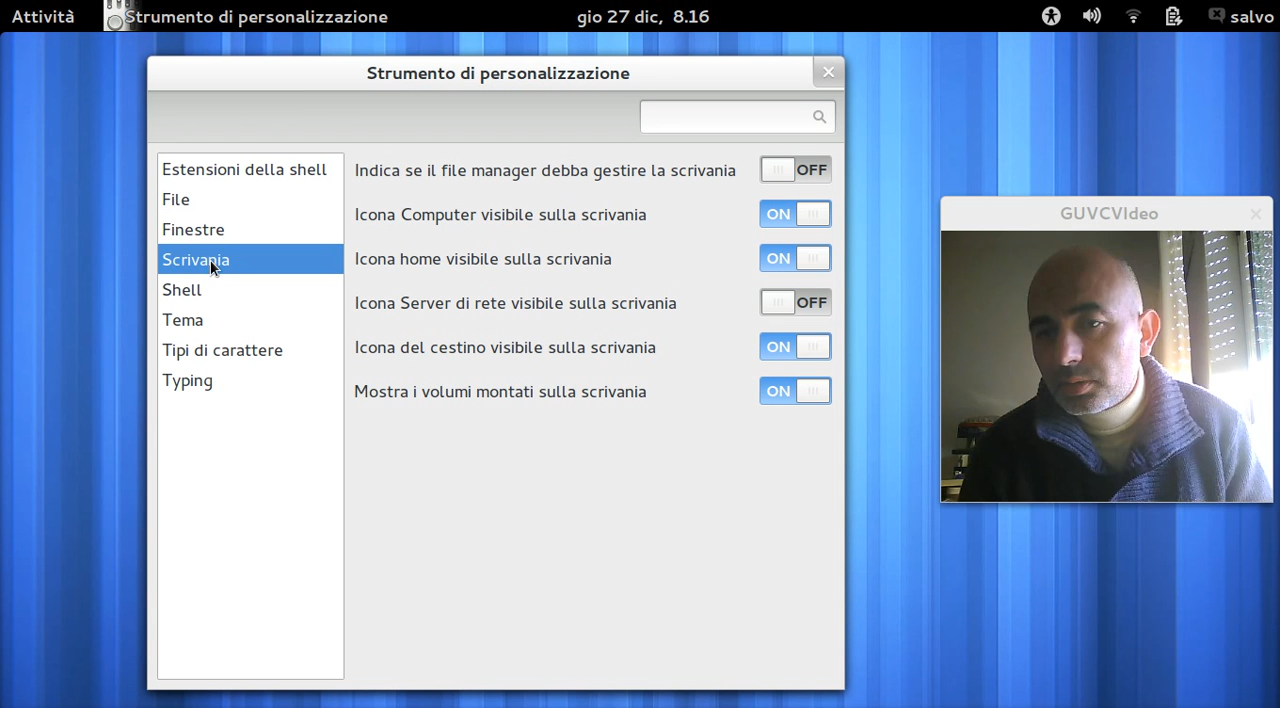 Attività
Strumento di personalizzazione
gio 27 dic, 8.16
salvo
Strumento di personalizzazione
Estensioni della shell
File
Finestre
Scrivania
Shell
Tema
Tipi di carattere
Typing
Indica se il file manager debba gestire la scrivania OFF
Icona Computer visibile sulla scrivania ON
Icona home visibile sulla scrivania ON
Icona Server di rete visibile sulla scrivania OFF
Icona del cestino visibile sulla scrivania ON
Mostra i volumi montati sulla scrivania ON
GUVCVIdeo